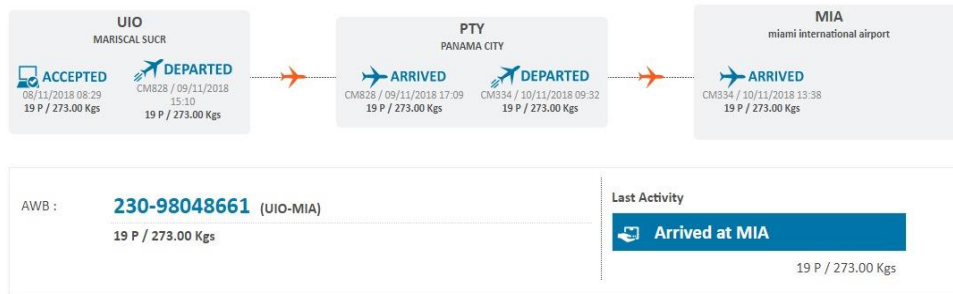 UIO
MARISCAL SUCR
ACCEPTED
08/11/2018 08:29
19 P / 273.00 Kgs
DEPARTED
CM828 / 09/11/2018
15:10
19 P / 273.00 Kgs
PTY
PANAMA CITY
ARRIVED
CM828 / 09/11/2018 17:09
19 P / 273.00 Kgs
DEPARTED
CM334 / 10/11/2018 09:32
19 P / 273.00 Kgs
MIA
miami international airport
ARRIVED
CM334 / 10/11/2018 13:38
19 P / 273.00 Kgs
AWB : 230-98048661 (UIO-MIA)
19 P / 273.00 Kgs
Last Activity
Arrived at MIA
19 P / 273.00 Kgs